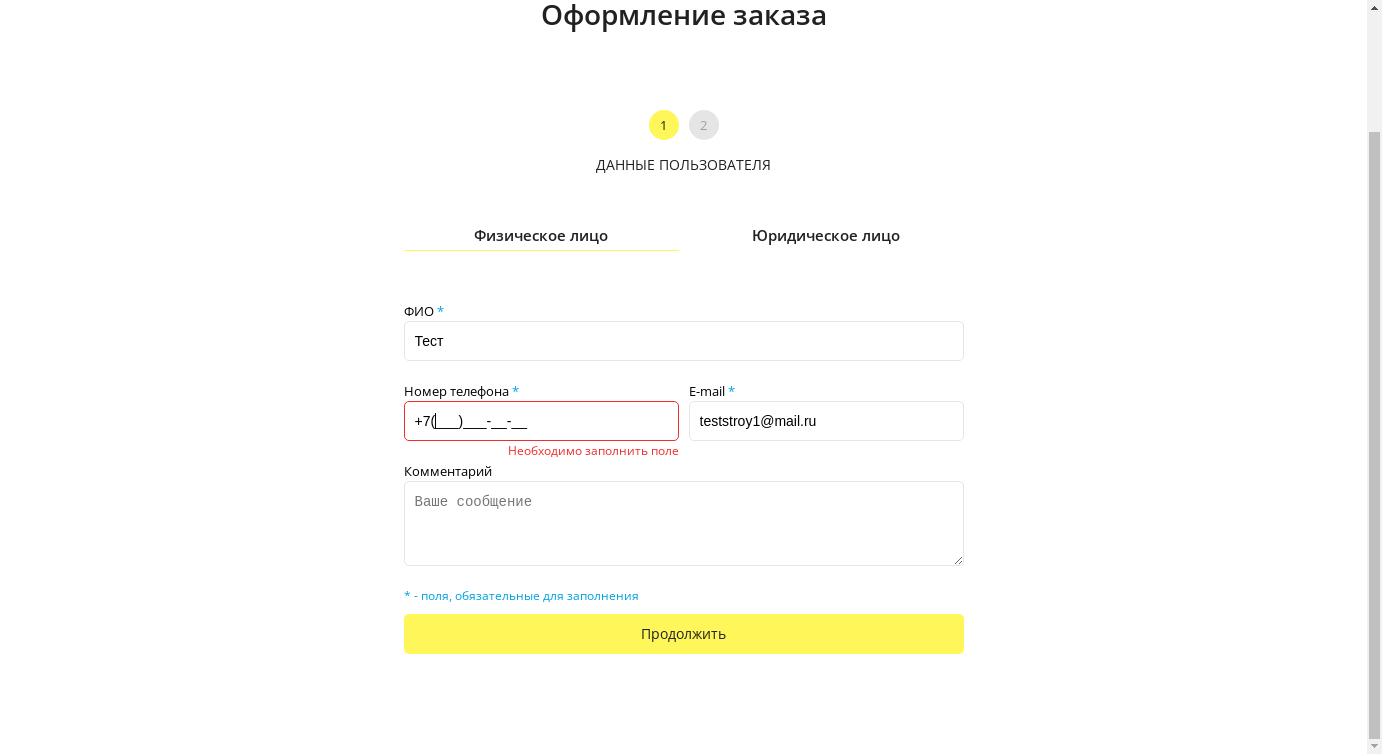 Оформление заказа
1 2
ДАННЫЕ ПОЛЬЗОВАТЕЛЯ
Физическое лицо Юридическое лицо
ФИО *
Тест
Номер телефона * E-mail *
+7(___)___-__-__ teststroy1@mail.ru
Необходимо заполнить поле
Комментарий
Ваше сообщение
* - поля, обязательные для заполнения
Продолжить